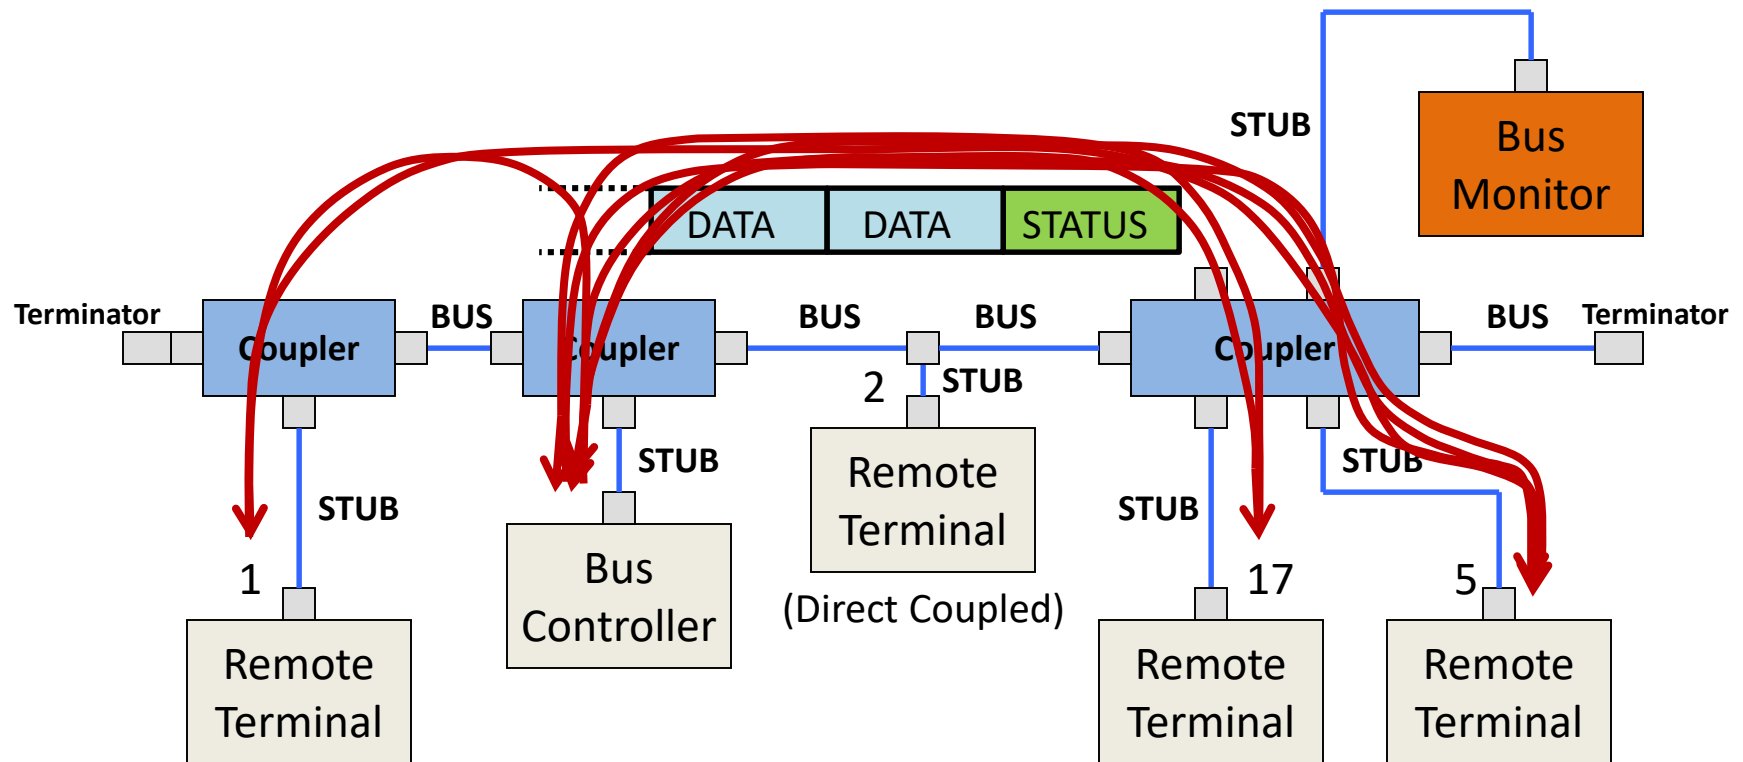 STUB
Bus
Monitor
DATA
DATA
STATUS
Terminator
BUS
BUS
BUS
BUS
Terminator
Coupler
Coupler
Coupler
2
STUB
STUB
STUB
Remote
Terminal
STUB
STUB
1
Bus
Controller
(Direct Coupled)
17
5
Remote
Terminal
Remote
Terminal
Remote
Terminal